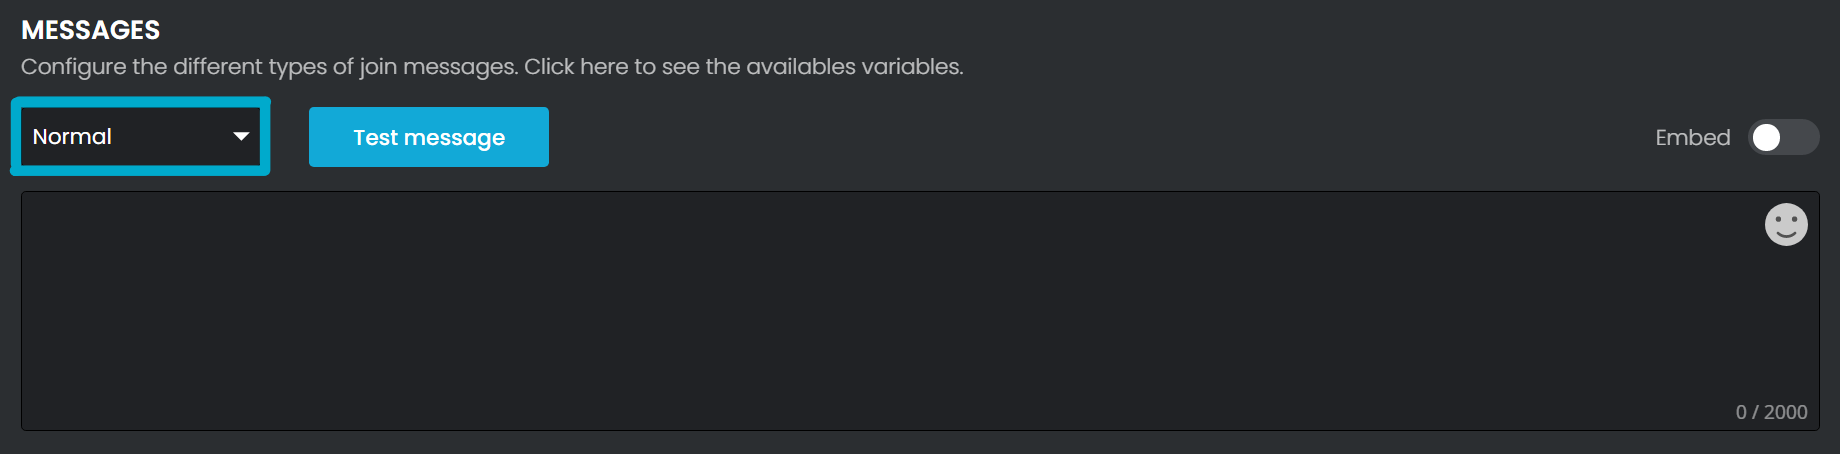 MESSAGES
Configure the different types of join messages. Click here to see the availables variables.
Normal
Test message
Embed
0 / 2000